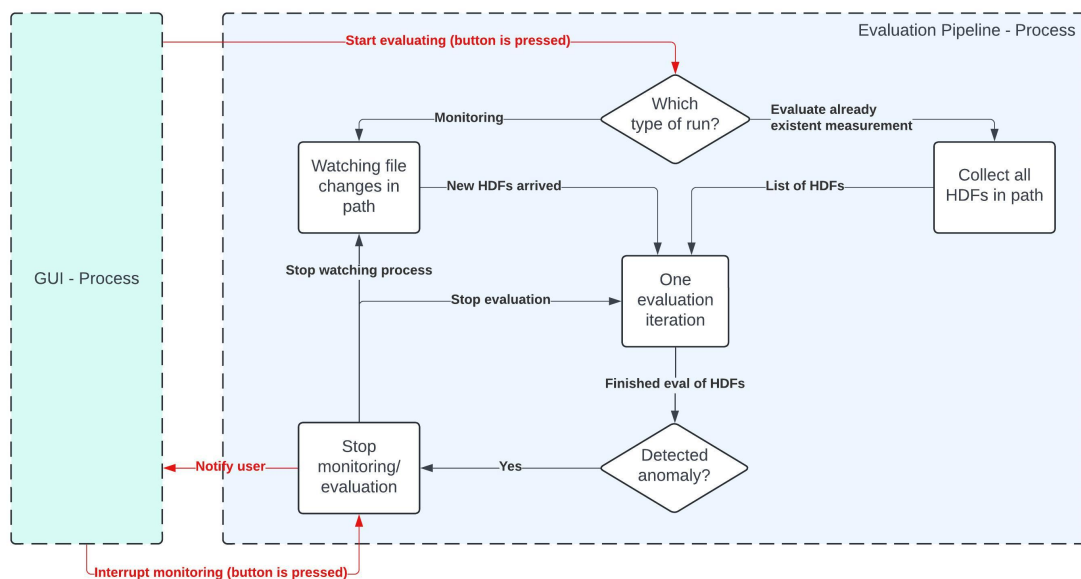 Evaluation Pipeline - Process
Start evaluating (button is pressed)
Which
type of run?
Monitoring
Evaluate already
existent measurement
Watching file
changes in
path
New HDFs arrived
List of HDFs
Collect all
HDFs in path
GUI - Process
Stop watching process
One
evaluation
iteration
Stop evaluation
Finished eval of HDFs
Detected
anomaly?
Yes
Stop
monitoring/
evaluation
Notify user
Interrupt monitoring (button is pressed)